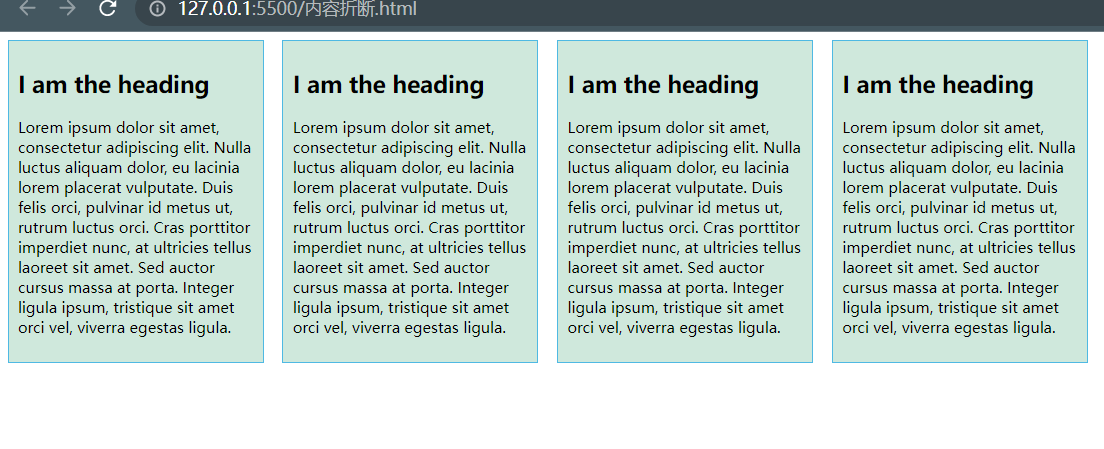 127.0.0.1:5500/内容折断.html
I am the heading
Lorem ipsum dolor sit amet,
consectetur adipiscing elit. Nulla
luctus aliquam dolor, eu lacinia
lorem placerat vulputate. Duis
felis orci, pulvinar id metus ut,
rutrum luctus orci. Cras porttitor
imperdiet nunc, at ultricies tellus
laoreet sit amet. Sed auctor
cursus massa at porta. Integer
ligula ipsum, tristique sit amet
orci vel, viverra egestas ligula.
I am the heading
Lorem ipsum dolor sit amet,
consectetur adipiscing elit. Nulla
luctus aliquam dolor, eu lacinia
lorem placerat vulputate. Duis
felis orci, pulvinar id metus ut,
rutrum luctus orci. Cras porttitor
imperdiet nunc, at ultricies tellus
laoreet sit amet. Sed auctor
cursus massa at porta. Integer
ligula ipsum, tristique sit amet
orci vel, viverra egestas ligula.
I am the heading
Lorem ipsum dolor sit amet,
consectetur adipiscing elit. Nulla
luctus aliquam dolor, eu lacinia
lorem placerat vulputate. Duis
felis orci, pulvinar id metus ut,
rutrum luctus orci. Cras porttitor
imperdiet nunc, at ultricies tellus
laoreet sit amet. Sed auctor
cursus massa at porta. Integer
ligula ipsum, tristique sit amet
orci vel, viverra egestas ligula.
I am the heading
Lorem ipsum dolor sit amet,
consectetur adipiscing elit. Nulla
luctus aliquam dolor, eu lacinia
lorem placerat vulputate. Duis
felis orci, pulvinar id metus ut,
rutrum luctus orci. Cras porttitor
imperdiet nunc, at ultricies tellus
laoreet sit amet. Sed auctor
cursus massa at porta. Integer
ligula ipsum, tristique sit amet
orci vel, viverra egestas ligula.